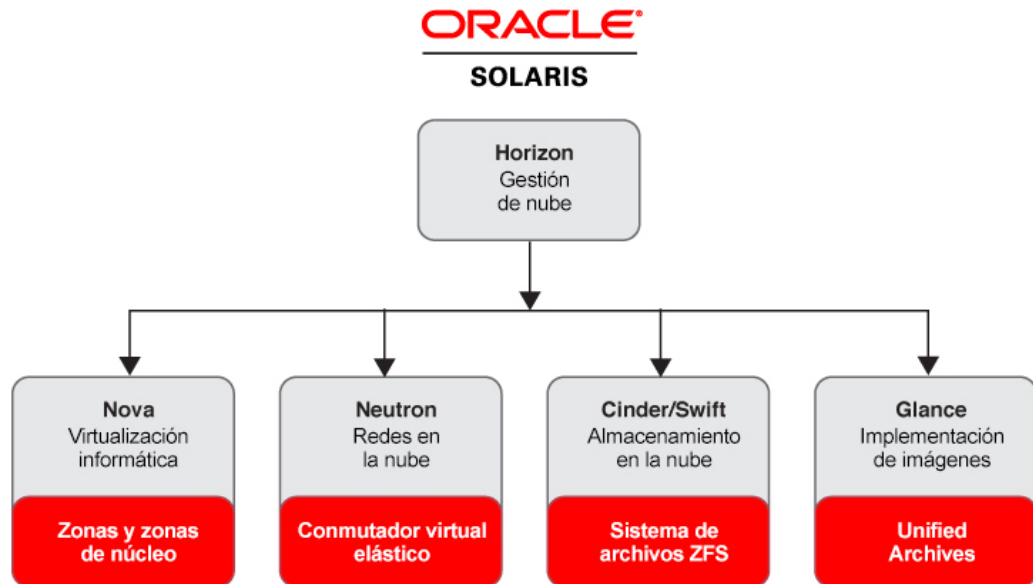 ORACLE®
SOLARIS
Horizon
Gestión
de nube
Nova
Virtualización
informática
Zonas y zonas
de núcleo
Neutron
Redes en
la nube
Conmutador virtual
elástico
Cinder/Swift
Almacenamiento
en la nube
Sistema de
archivos ZFS
Glance
Implementación
de imágenes
Unified
Archives